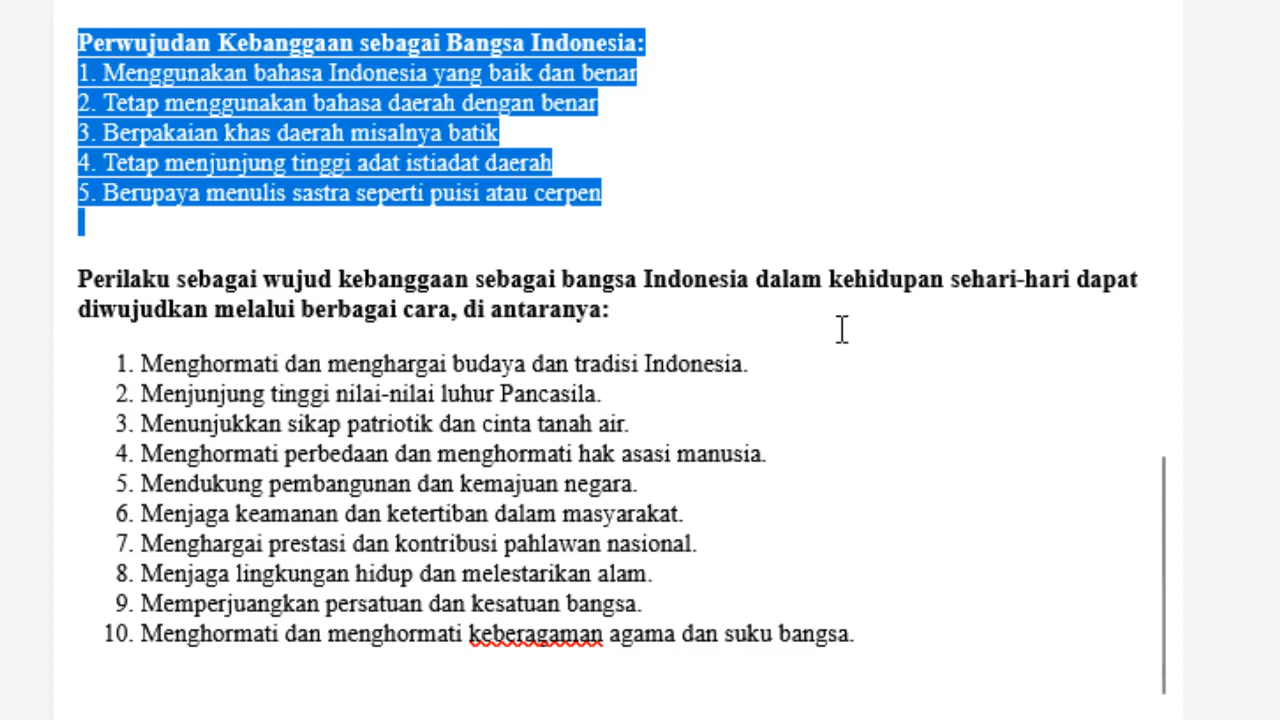 Perwujudan Kebanggaan sebagai Bangsa Indonesia:
1. Menggunakan bahasa Indonesia yang baik dan benar
2. Tetap menggunakan bahasa daerah dengan benar
3. Berpakaian khas daerah misalnya batik
4. Tetap menjunjung tinggi adat istiadat daerah
5. Berupaya menulis sastra seperti puisi atau cerpen
Perilaku sebagai wujud kebanggaan sebagai bangsa Indonesia dalam kehidupan sehari-hari dapat
diwujudkan melalui berbagai cara, di antaranya:
1. Menghormati dan menghargai budaya dan tradisi Indonesia.
2. Menjunjung tinggi nilai-nilai luhur Pancasila.
3. Menunjukkan sikap patriotik dan cinta tanah air.
4. Menghormati perbedaan dan menghormati hak asasi manusia.
5. Mendukung pembangunan dan kemajuan negara.
6. Menjaga keamanan dan ketertiban dalam masyarakat.
7. Menghargai prestasi dan kontribusi pahlawan nasional.
8. Menjaga lingkungan hidup dan melestarikan alam.
9. Memperjuangkan persatuan dan kesatuan bangsa.
10. Menghormati dan menghormati keberagaman agama dan suku bangsa.